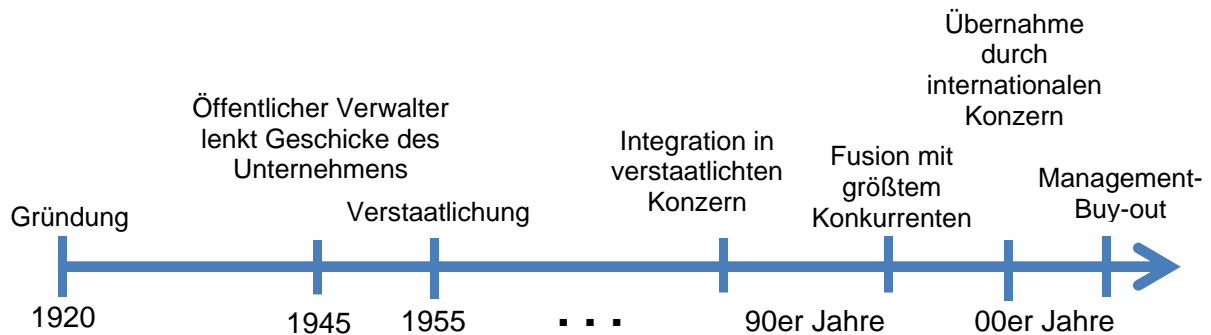 Übernahme
durch
internationalen
Konzern
Öffentlicher Verwalter
lenkt Geschicke des
Unternehmens
Integration in
verstaatlichten
Konzern
Fusion mit
größtem
Konkurrenten
Management-
Buy-out
Gründung
Verstaatlichung
1920
1945
1955
. . .
90er Jahre
00er Jahre